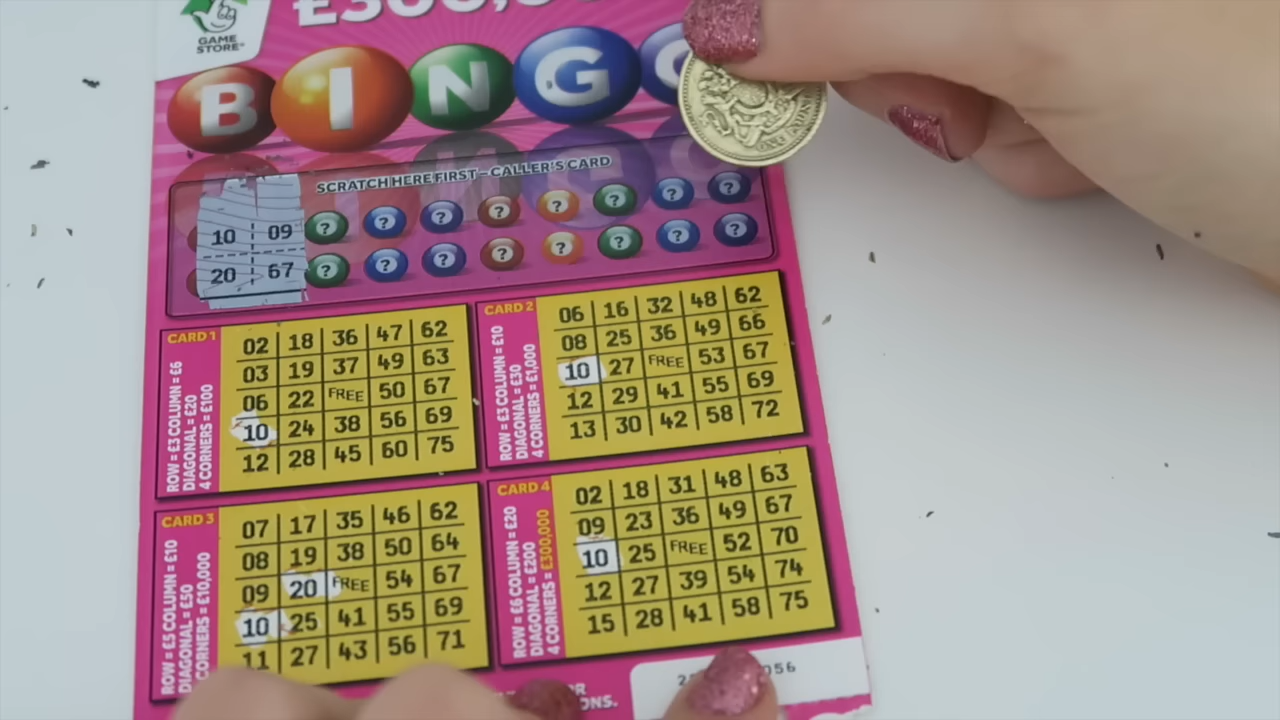 GAME
STORE
BINGO
SCRATCH HERE FIRST - CALLER'S CARD
10 09 ? ? ? ? ? ? ? ?
20 67 ? ? ? ? ? ? ? ?
CARD 1
ROW = £3 COLUMN = £6
DIAGONAL = £20
4 CORNERS = £100
02 18 36 47 62
03 19 37 49 63
06 22 FREE 50 67
10 24 38 56 69
12 28 45 60 75
CARD 2
ROW = £3 COLUMN = £10
DIAGONAL = £30
4 CORNERS = £1,000
06 16 32 48 62
08 25 36 49 66
10 27 FREE 53 67
12 29 41 55 69
13 30 42 58 72
CARD 3
ROW = £5 COLUMN = £10
DIAGONAL = £50
CORNERS = £10,000
07 17 35 46 62
08 19 38 50 64
09 20 FREE 54 67
10 25 41 55 69
11 27 43 56 71
CARD 4
ROW = £6 COLUMN = £20
DIAGONAL = £200
4 CORNERS = £300,000
02 18 31 48 63
09 23 36 49 67
10 25 FREE 52 70
12 27 39 54 74
15 28 41 58 75
ONE POUND